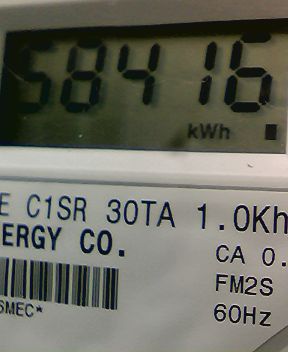 58416
kWh
E C1SR 30TA 1.0Kh
ERGY CO.
CA 0.
FM2S
60Hz
SMEC*